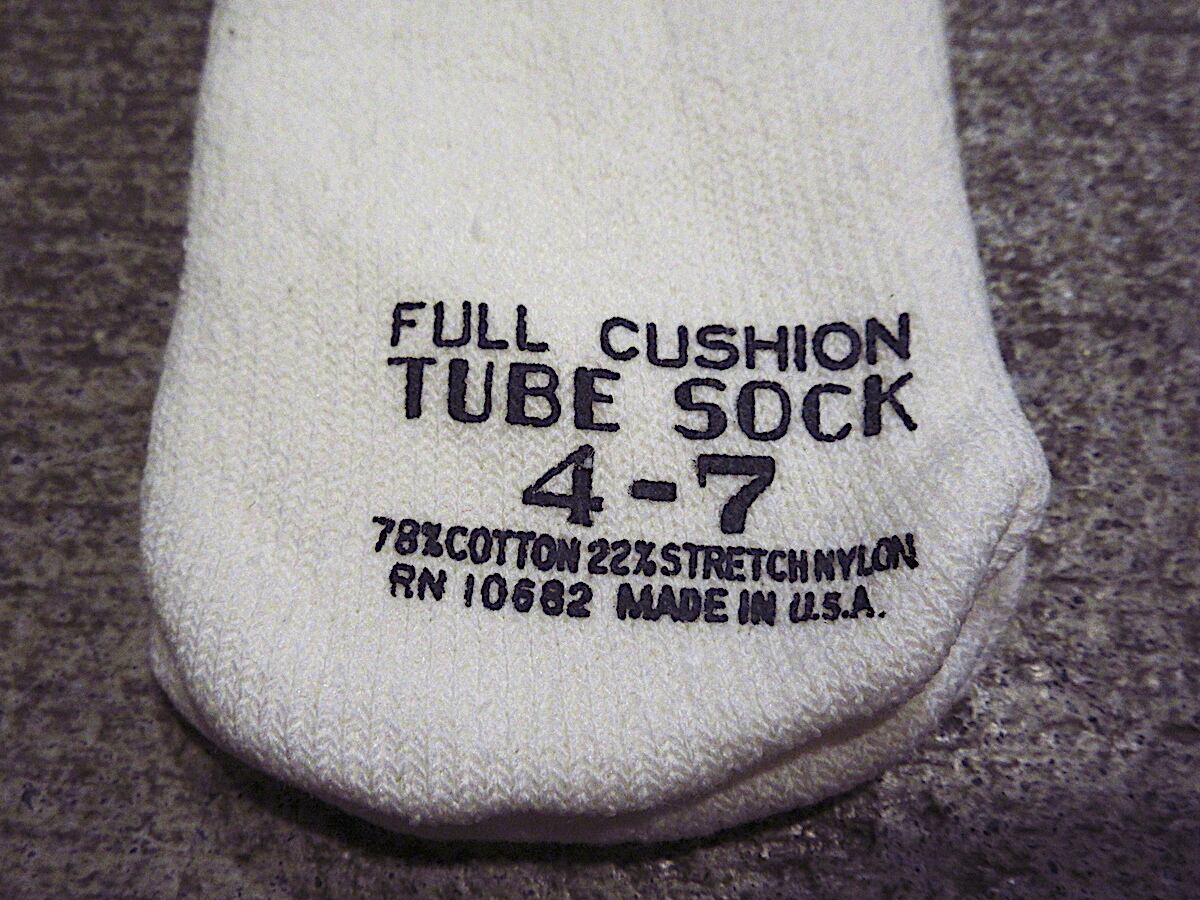 FULL CUSHION
TUBE SOCK
4-7
78% COTTON 22% STRETCH NYLON
RN 10682 MADE IN U.S.A.